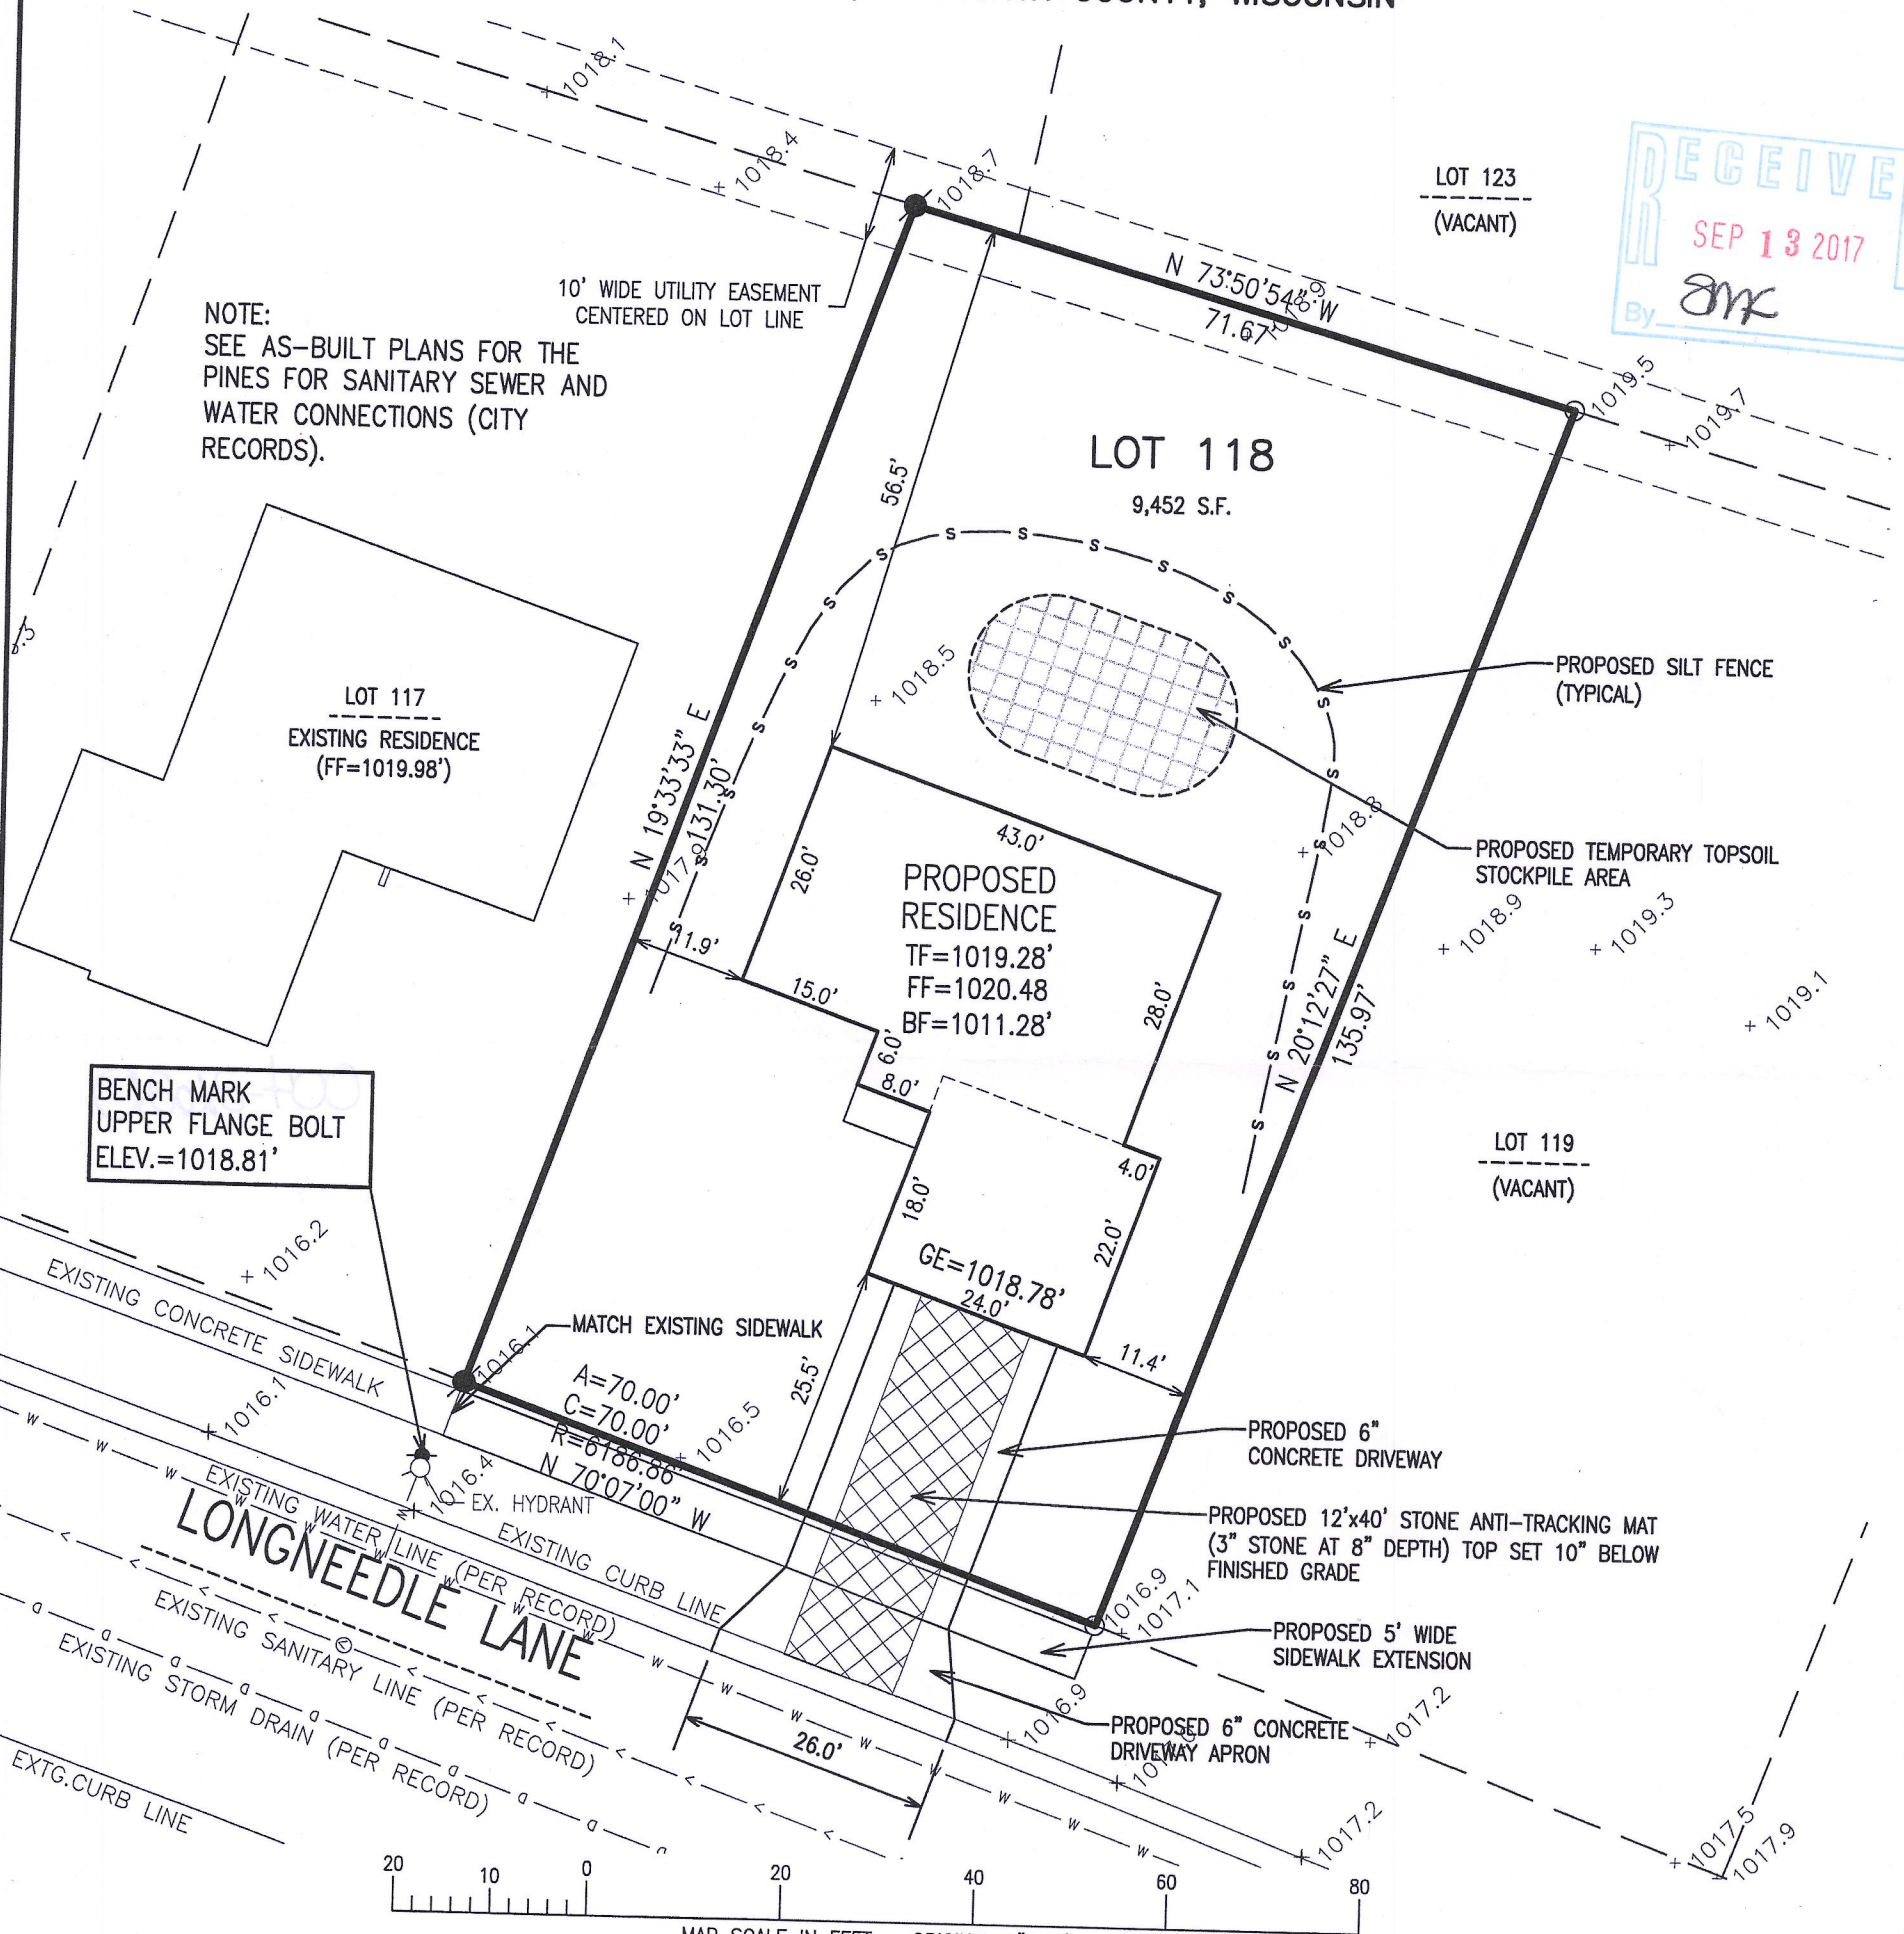 COUNTY, WISCONSIN
1018.1
1018.4
1018.7
LOT 123
(VACANT)
RECEIVE
SEP 13 2017
By SMK
10' WIDE UTILITY EASEMENT
CENTERED ON LOT LINE
N 73°50'54" W
71.67'
1018.9
1019.5
1019.7
NOTE:
SEE AS-BUILT PLANS FOR THE
PINES FOR SANITARY SEWER AND
WATER CONNECTIONS (CITY
RECORDS).
LOT 118
9,452 S.F.
56.5'
1018.5
PROPOSED SILT FENCE
(TYPICAL)
LOT 117
EXISTING RESIDENCE
(FF=1019.98')
N 19°33'33" E
131.30'
1017.9
43.0'
26.0'
PROPOSED
RESIDENCE
TF=1019.28'
FF=1020.48
BF=1011.28'
1018.8
PROPOSED TEMPORARY TOPSOIL
STOCKPILE AREA
1018.9
1019.3
1019.1
11.9'
15.0'
28.0'
N 20°12'27" E
135.97'
6.0'
8.0'
BENCH MARK
UPPER FLANGE BOLT
ELEV.=1018.81'
LOT 119
(VACANT)
4.0'
18.0'
22.0'
GE=1018.78'
24.0'
1016.2
EXISTING CONCRETE SIDEWALK
1016.1
MATCH EXISTING SIDEWALK
11.4'
25.5'
A=70.00'
C=70.00'
R=6186.86'
N 70°07'00" W
1016.1
1016.5
PROPOSED 6"
CONCRETE DRIVEWAY
1016.4
EX. HYDRANT
PROPOSED 12'x40' STONE ANTI-TRACKING MAT
(3" STONE AT 8" DEPTH) TOP SET 10" BELOW
FINISHED GRADE
EXISTING CURB LINE
EXISTING WATER LINE (PER RECORD)
LONGNEEDLE LANE
EXISTING SANITARY LINE (PER RECORD)
EXISTING STORM DRAIN (PER RECORD)
EXTG.CURB LINE
1016.9
1017.1
PROPOSED 5' WIDE
SIDEWALK EXTENSION
1016.9
1017.2
PROPOSED 6" CONCRETE
DRIVEWAY APRON
26.0'
1017.2
1017.5
1017.9
20 10 0 20 40 60 80
MAP SCALE IN FEET